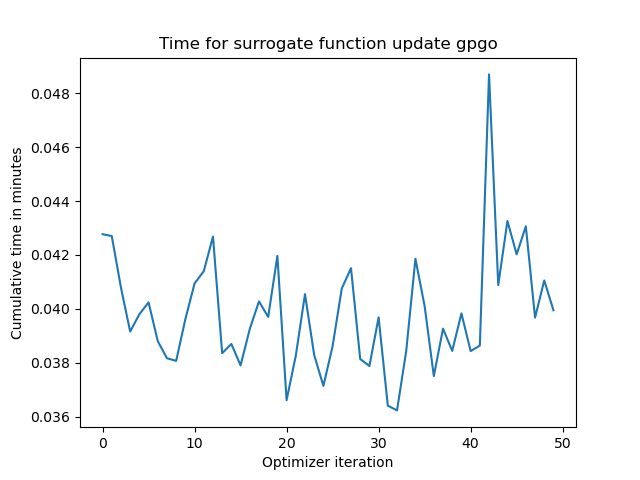 Time for surrogate function update gpgo
Cumulative time in minutes
0.048
0.046
0.044
0.042
0.040
0.038
0.036
0 10 20 30 40 50
Optimizer iteration